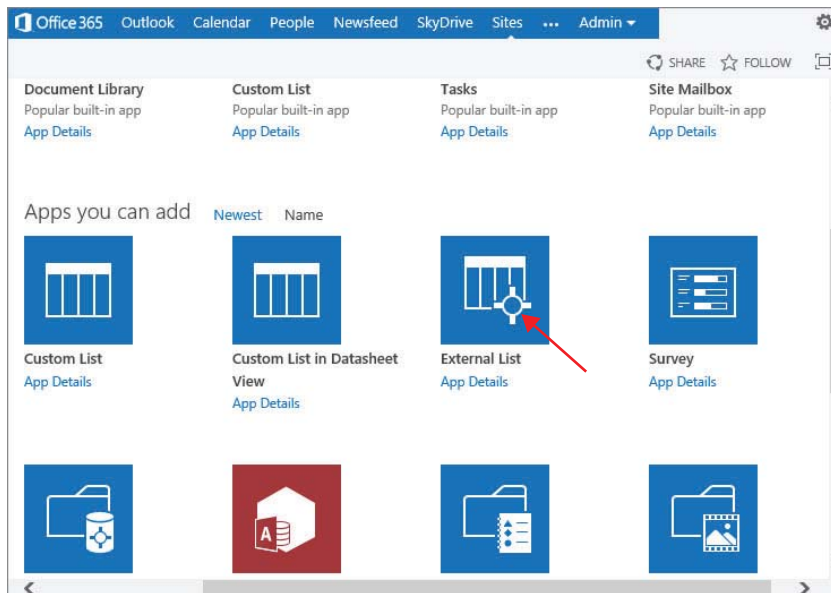 Office 365 Outlook Calendar People Newsfeed SkyDrive Sites ... Admin
SHARE FOLLOW
Document Library Custom List Tasks Site Mailbox
Popular built-in app Popular built-in app Popular built-in app Popular built-in app
App Details App Details App Details App Details
Apps you can add Newest Name
Custom List Custom List in Datasheet External List Survey
App Details View App Details App Details
App Details
A